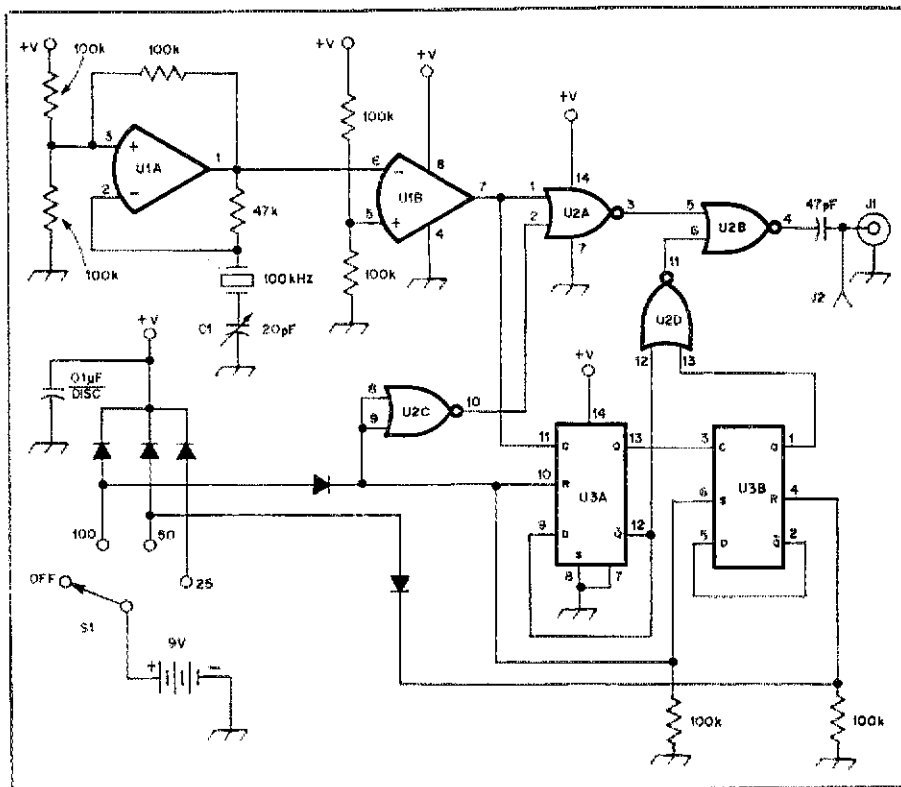 +V
100k
100k
3
+
2
−
U1A
1
100k
47k
100kHz
C1
20pF
+V
+V
100k
6
−
5
+
U1B
8
7
4
100k
+V
1
2
14
U2A
3
7
5
6
U2B
4
47pF
J1
J2
11
U2D
12
13
+V
.01µF
DISC
8
9
U2C
10
100
50
25
OFF
S1
9V
+
−
+V
14
11
C
Q
13
10
R
U3A
9
D
Q̄
12
S
8
7
3
C
Q
1
6
S
R
4
U3B
5
D
Q̄
2
100k
100k